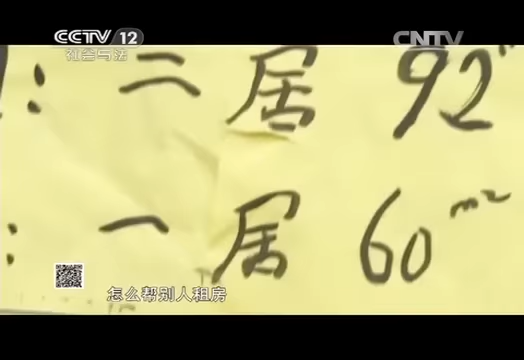 CCTV 12
社会与法
CNTV
: 二居 92
: 一居 60m²
怎么帮别人租房